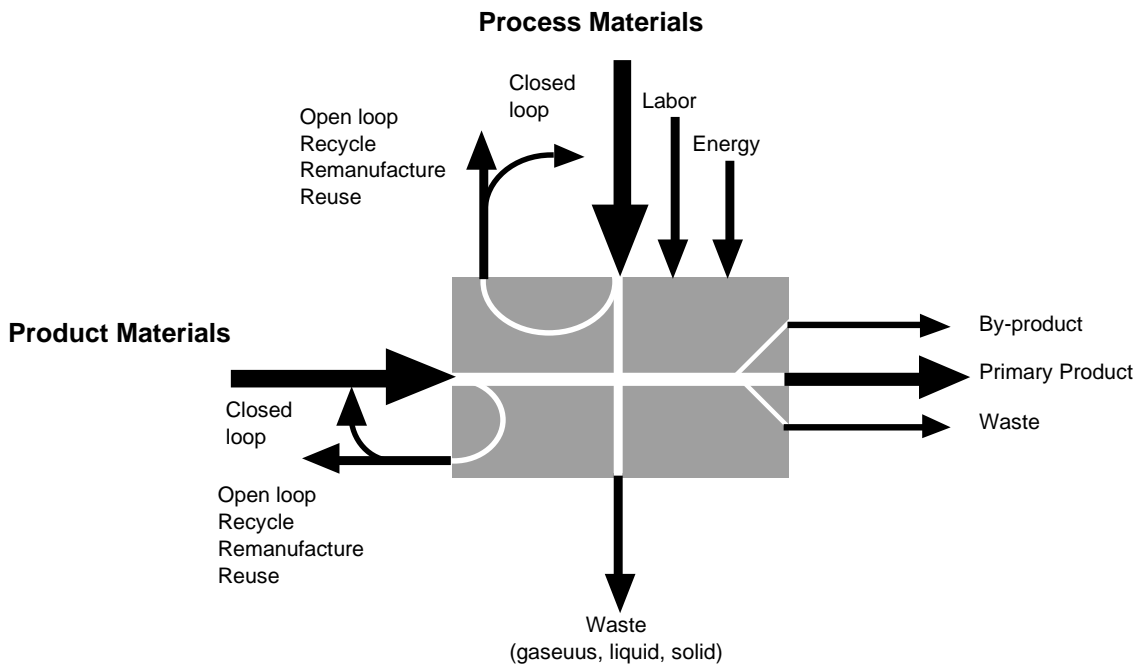 Process Materials
Closed
loop
Labor
Open loop
Recycle
Remanufacture
Reuse
Energy
Product Materials
By-product
Primary Product
Waste
Closed
loop
Open loop
Recycle
Remanufacture
Reuse
Waste
(gaseuus, liquid, solid)